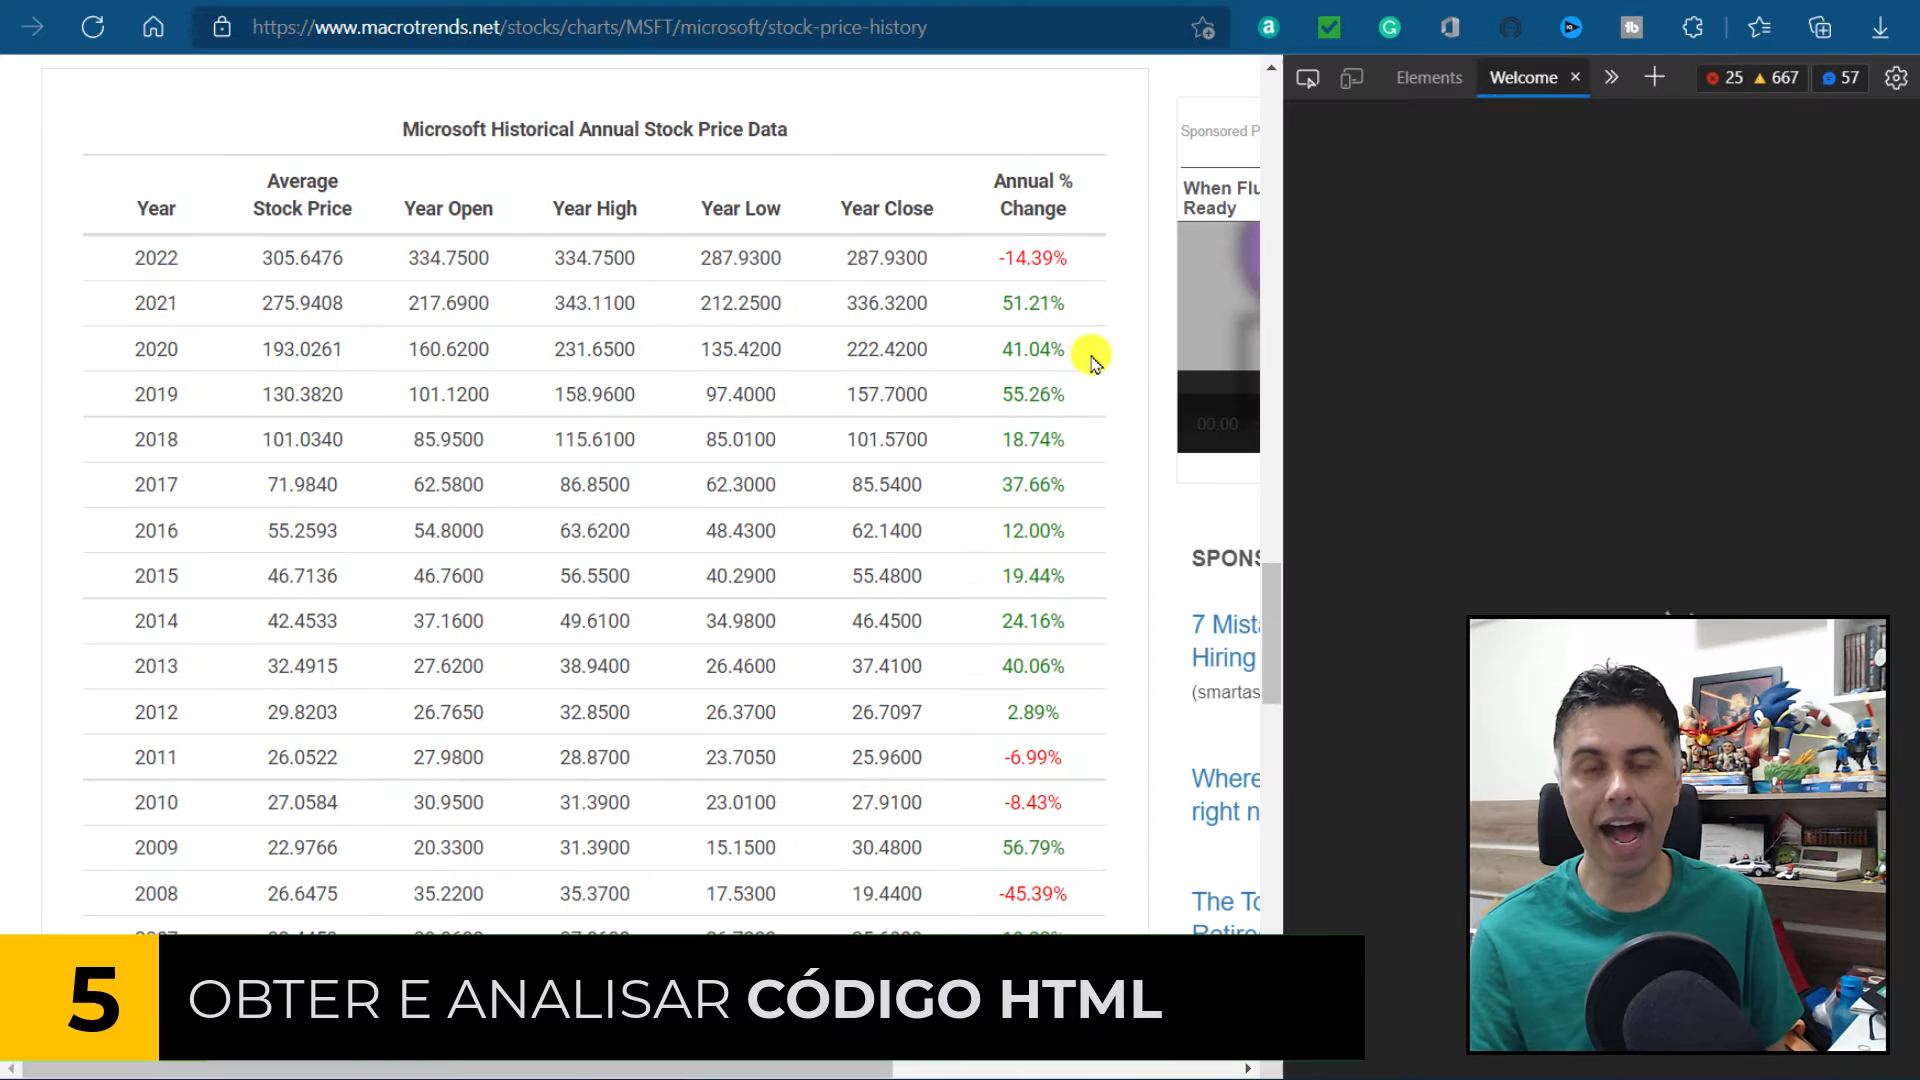 https://www.macrotrends.net/stocks/charts/MSFT/microsoft/stock-price-history
Elements Welcome × 25 667 57
Microsoft Historical Annual Stock Price Data
Year Average Stock Price Year Open Year High Year Low Year Close Annual % Change
2022 305.6476 334.7500 334.7500 287.9300 287.9300 -14.39%
2021 275.9408 217.6900 343.1100 212.2500 336.3200 51.21%
2020 193.0261 160.6200 231.6500 135.4200 222.4200 41.04%
2019 130.3820 101.1200 158.9600 97.4000 157.7000 55.26%
2018 101.0340 85.9500 115.6100 85.0100 101.5700 18.74%
2017 71.9840 62.5800 86.8500 62.3000 85.5400 37.66%
2016 55.2593 54.8000 63.6200 48.4300 62.1400 12.00%
2015 46.7136 46.7600 56.5500 40.2900 55.4800 19.44%
2014 42.4533 37.1600 49.6100 34.9800 46.4500 24.16%
2013 32.4915 27.6200 38.9400 26.4600 37.4100 40.06%
2012 29.8203 26.7650 32.8500 26.3700 26.7097 2.89%
2011 26.0522 27.9800 28.8700 23.7050 25.9600 -6.99%
2010 27.0584 30.9500 31.3900 23.0100 27.9100 -8.43%
2009 22.9766 20.3300 31.3900 15.1500 30.4800 56.79%
2008 26.6475 35.2200 35.3700 17.5300 19.4400 -45.39%
Sponsored P
When Flu
Ready
00:00
SPONS
7 Mista
Hiring
(smartas
Where
right n
The To
Retire
5 OBTER E ANALISAR CÓDIGO HTML